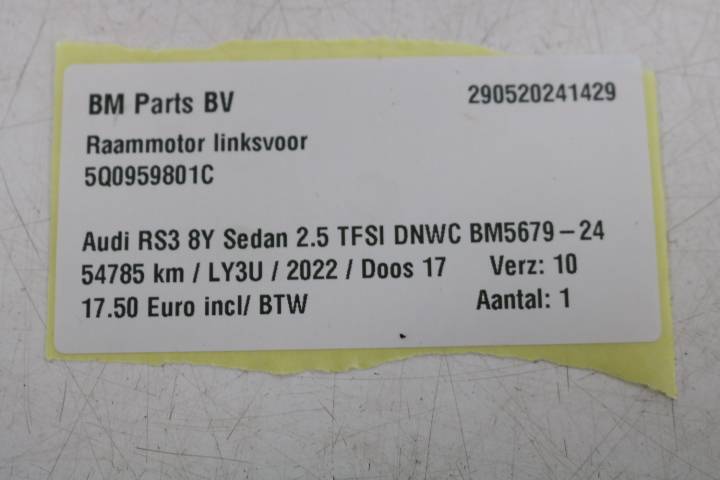 BM Parts BV 290520241429
Raammotor linksvoor
5Q0959801C
Audi RS3 8Y Sedan 2.5 TFSI DNWC BM5679-24
54785 km / LY3U / 2022 / Doos 17 Verz: 10
17.50 Euro incl/ BTW Aantal: 1